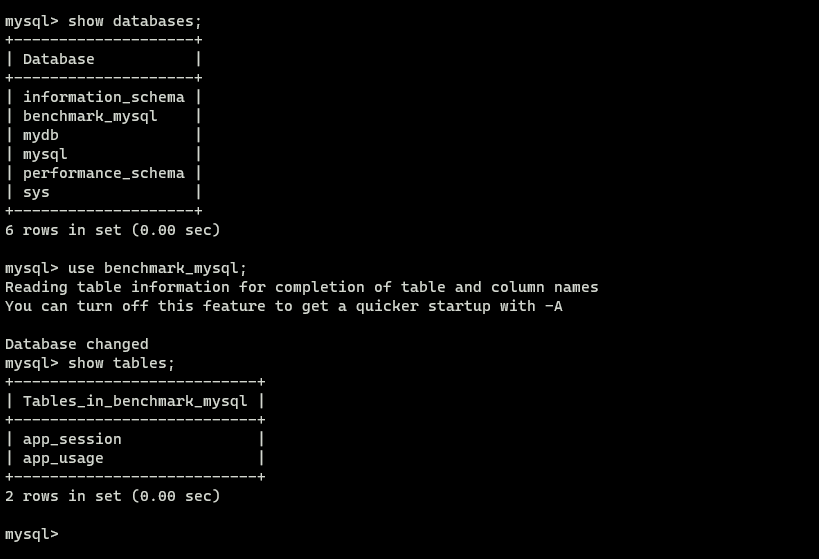 mysql> show databases;
+--------------------+
| Database           |
+--------------------+
| information_schema |
| benchmark_mysql    |
| mydb               |
| mysql              |
| performance_schema |
| sys                |
+--------------------+
6 rows in set (0.00 sec)
mysql> use benchmark_mysql;
Reading table information for completion of table and column names
You can turn off this feature to get a quicker startup with -A
Database changed
mysql> show tables;
+---------------------------+
| Tables_in_benchmark_mysql |
+---------------------------+
| app_session               |
| app_usage                 |
+---------------------------+
2 rows in set (0.00 sec)
mysql>